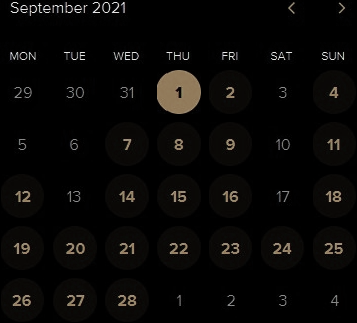 September 2021 < >
MON TUE WED THU FRI SAT SUN
29 30 31 1 2 3 4
5 6 7 8 9 10 11
12 13 14 15 16 17 18
19 20 21 22 23 24 25
26 27 28 1 2 3 4